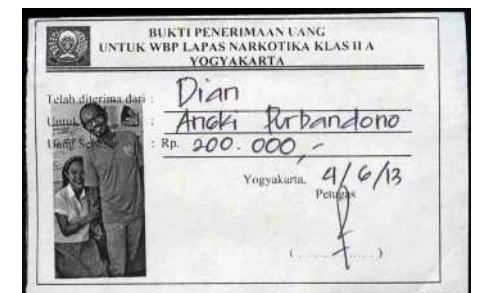 BUKTI PENERIMAAN UANG
UNTUK WBP LAPAS NARKOTIKA KLAS II A
YOGYAKARTA
Telah diterima dari : Dian
Untuk : Angki Purbandono
Uang : Rp. 200.000,-
Yogyakarta, 4/6/13
Petugas
(..............)